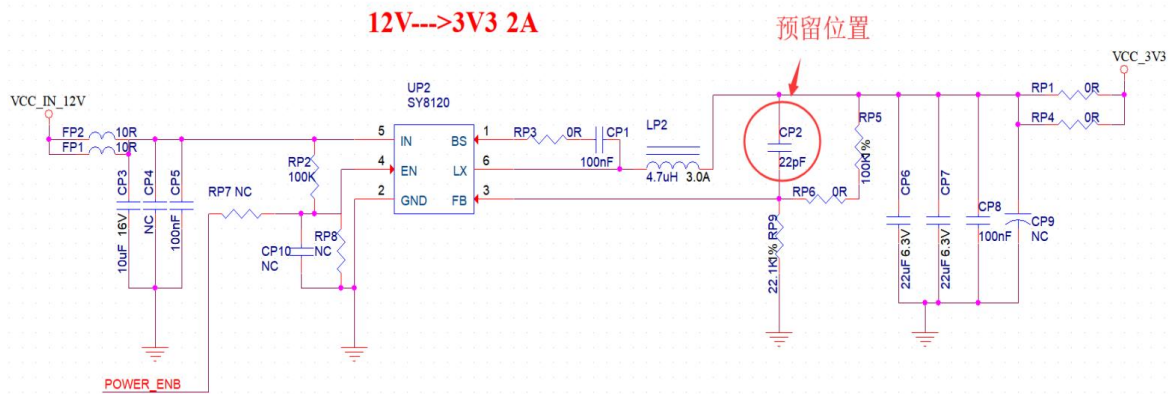 12V--->3V3 2A
预留位置
VCC_3V3
VCC_IN_12V
UP2
SY8120
RP1 0R
FP2 10R
FP1 10R
5 IN BS 1
RP3 0R CP1
100nF
LP2
4.7uH 3.0A
CP2
22pF
RP5
100K1%
RP4 0R
4 EN LX 6
2 GND FB 3
RP2
100K
RP7 NC
CP3
16V
10uF
CP4
NC
CP5
100nF
CP10
NC
RP8
NC
RP6 0R
RP9
22.1K1%
CP6
22uF 6.3V
CP7
22uF 6.3V
CP8
100nF
CP9
NC
POWER_ENB